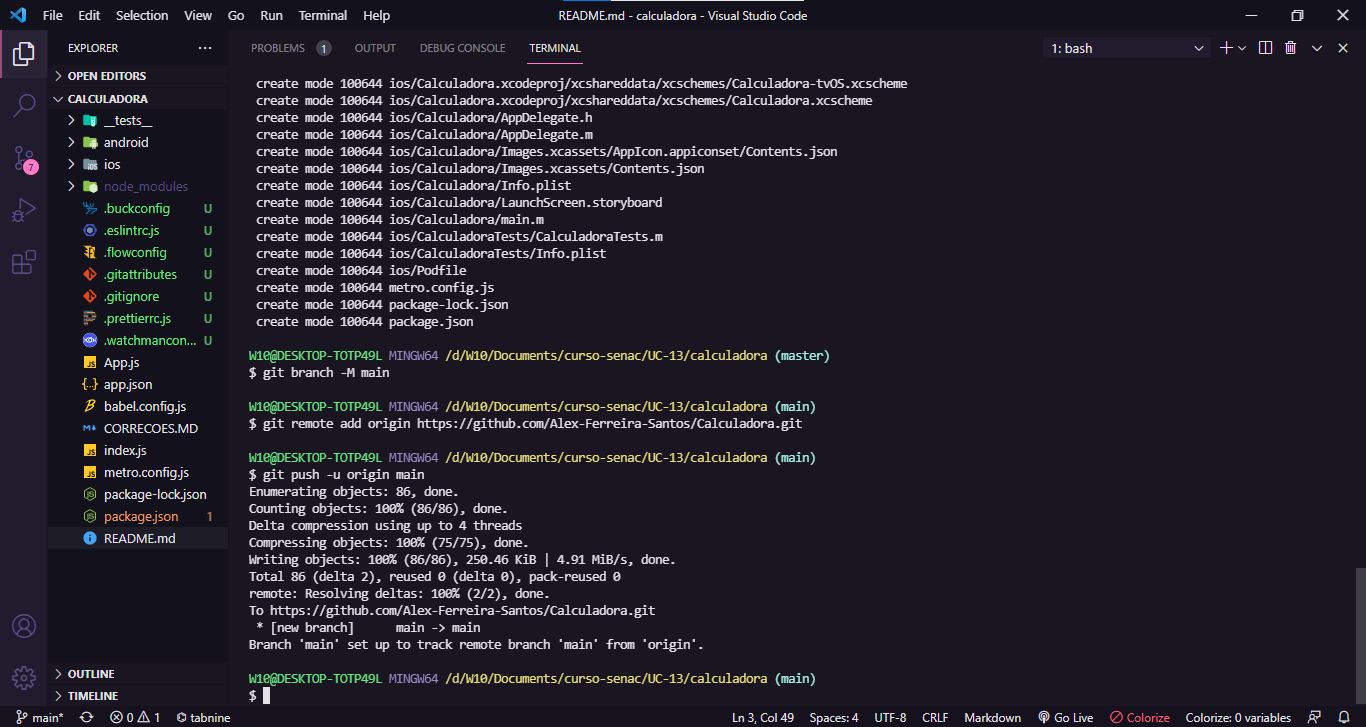 File Edit Selection View Go Run Terminal Help README.md - calculadora - Visual Studio Code
EXPLORER ...
PROBLEMS 1 OUTPUT DEBUG CONSOLE TERMINAL 1: bash
OPEN EDITORS
CALCULADORA
__tests__
android
ios
node_modules
.buckconfig U
.eslintrc.js U
.flowconfig U
.gitattributes U
.gitignore U
.prettierrc.js U
.watchmancon... U
App.js
app.json
babel.config.js
CORRECOES.MD
index.js
metro.config.js
package-lock.json
package.json 1
README.md
OUTLINE
TIMELINE
7
create mode 100644 ios/Calculadora.xcodeproj/xcshareddata/xcschemes/Calculadora-tvOS.xcscheme
create mode 100644 ios/Calculadora.xcodeproj/xcshareddata/xcschemes/Calculadora.xcscheme
create mode 100644 ios/Calculadora/AppDelegate.h
create mode 100644 ios/Calculadora/AppDelegate.m
create mode 100644 ios/Calculadora/Images.xcassets/AppIcon.appiconset/Contents.json
create mode 100644 ios/Calculadora/Images.xcassets/Contents.json
create mode 100644 ios/Calculadora/Info.plist
create mode 100644 ios/Calculadora/LaunchScreen.storyboard
create mode 100644 ios/Calculadora/main.m
create mode 100644 ios/CalculadoraTests/CalculadoraTests.m
create mode 100644 ios/CalculadoraTests/Info.plist
create mode 100644 ios/Podfile
create mode 100644 metro.config.js
create mode 100644 package-lock.json
create mode 100644 package.json
W10@DESKTOP-TOTP49L MINGW64 /d/W10/Documents/curso-senac/UC-13/calculadora (master)
$ git branch -M main
W10@DESKTOP-TOTP49L MINGW64 /d/W10/Documents/curso-senac/UC-13/calculadora (main)
$ git remote add origin https://github.com/Alex-Ferreira-Santos/Calculadora.git
W10@DESKTOP-TOTP49L MINGW64 /d/W10/Documents/curso-senac/UC-13/calculadora (main)
$ git push -u origin main
Enumerating objects: 86, done.
Counting objects: 100% (86/86), done.
Delta compression using up to 4 threads
Compressing objects: 100% (75/75), done.
Writing objects: 100% (86/86), 250.46 KiB | 4.91 MiB/s, done.
Total 86 (delta 2), reused 0 (delta 0), pack-reused 0
remote: Resolving deltas: 100% (2/2), done.
To https://github.com/Alex-Ferreira-Santos/Calculadora.git
* [new branch] main -> main
Branch 'main' set up to track remote branch 'main' from 'origin'.
W10@DESKTOP-TOTP49L MINGW64 /d/W10/Documents/curso-senac/UC-13/calculadora (main)
$
main* 0 1 tabnine Ln 3, Col 49 Spaces: 4 UTF-8 CRLF Markdown Go Live Colorize Colorize: 0 variables